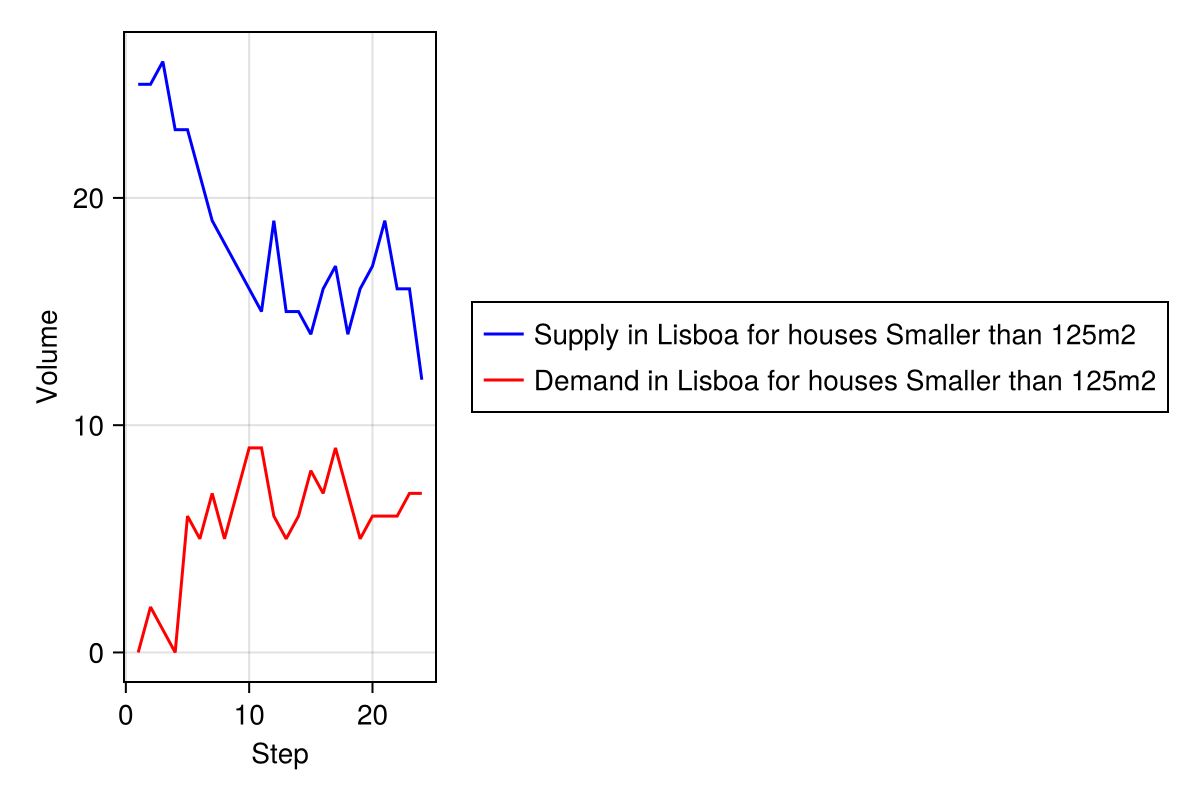 20
10
0
Volume
0 10 20
Step
Supply in Lisboa for houses Smaller than 125m2
Demand in Lisboa for houses Smaller than 125m2